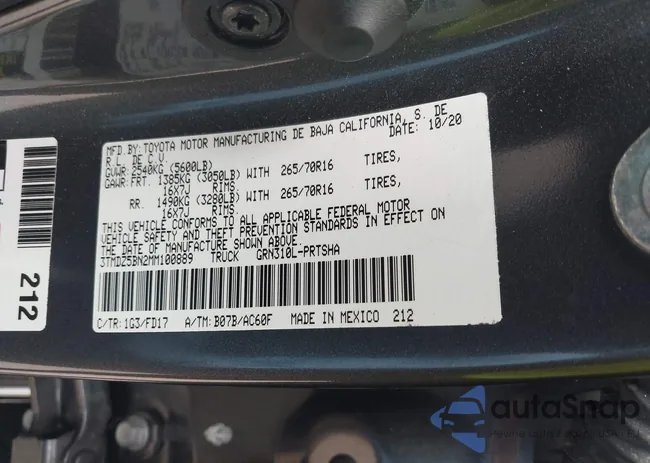 MFD.BY:TOYOTA MOTOR MANUFACTURING DE BAJA CALIFORNIA, S. DE
R.L. DE C.V. DATE: 10/20
GVWR: 2540KG (5600LB)
GAWR:FRT. 1385KG (3050LB) WITH 265/70R16 TIRES,
16X7J RIMS.
RR. 1490KG (3280LB) WITH 265/70R16 TIRES,
16X7J RIMS.
THIS VEHICLE CONFORMS TO ALL APPLICABLE FEDERAL MOTOR
VEHICLE SAFETY AND THEFT PREVENTION STANDARDS IN EFFECT ON
THE DATE OF MANUFACTURE SHOWN ABOVE.
3TMDZ5BN2MM100889 TRUCK GRN310L-PRTSHA
C/TR:1G3/FD17 A/TM:B07B/AC60F MADE IN MEXICO 212
212
autaSnap